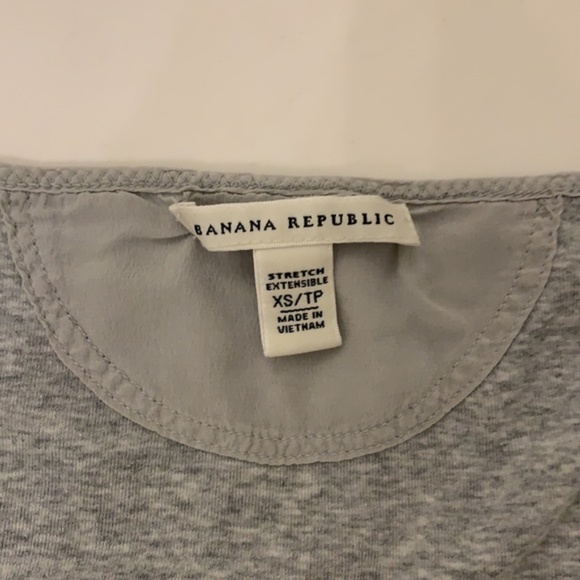 BANANA REPUBLIC
STRETCH
EXTENSIBLE
XS/TP
MADE IN
VIETNAM